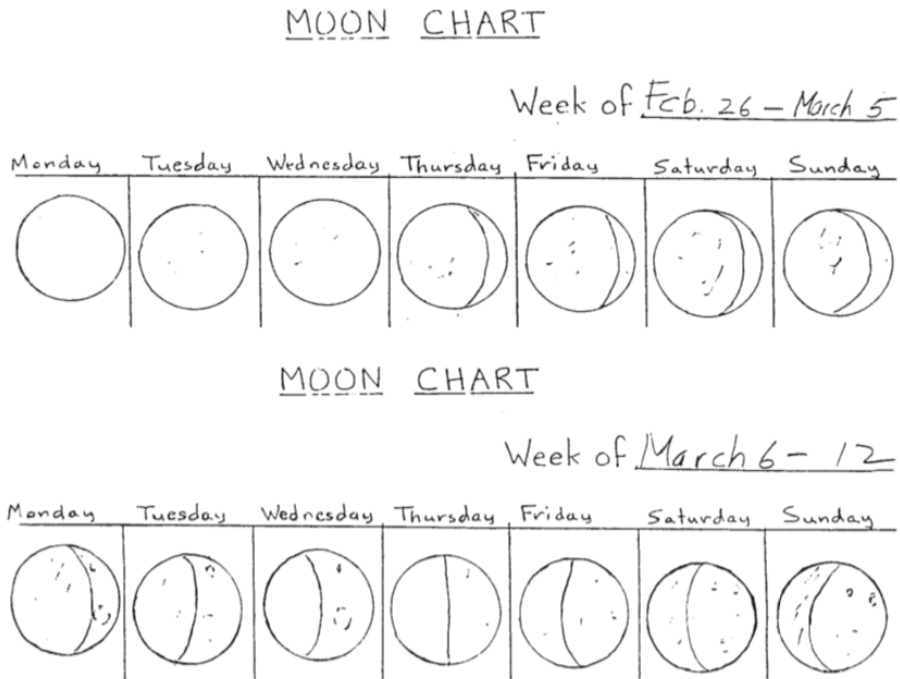 MOON CHART
Week of Feb. 26 – March 5
Monday Tuesday Wednesday Thursday Friday Saturday Sunday
MOON CHART
Week of March 6 – 12
Monday Tuesday Wednesday Thursday Friday Saturday Sunday